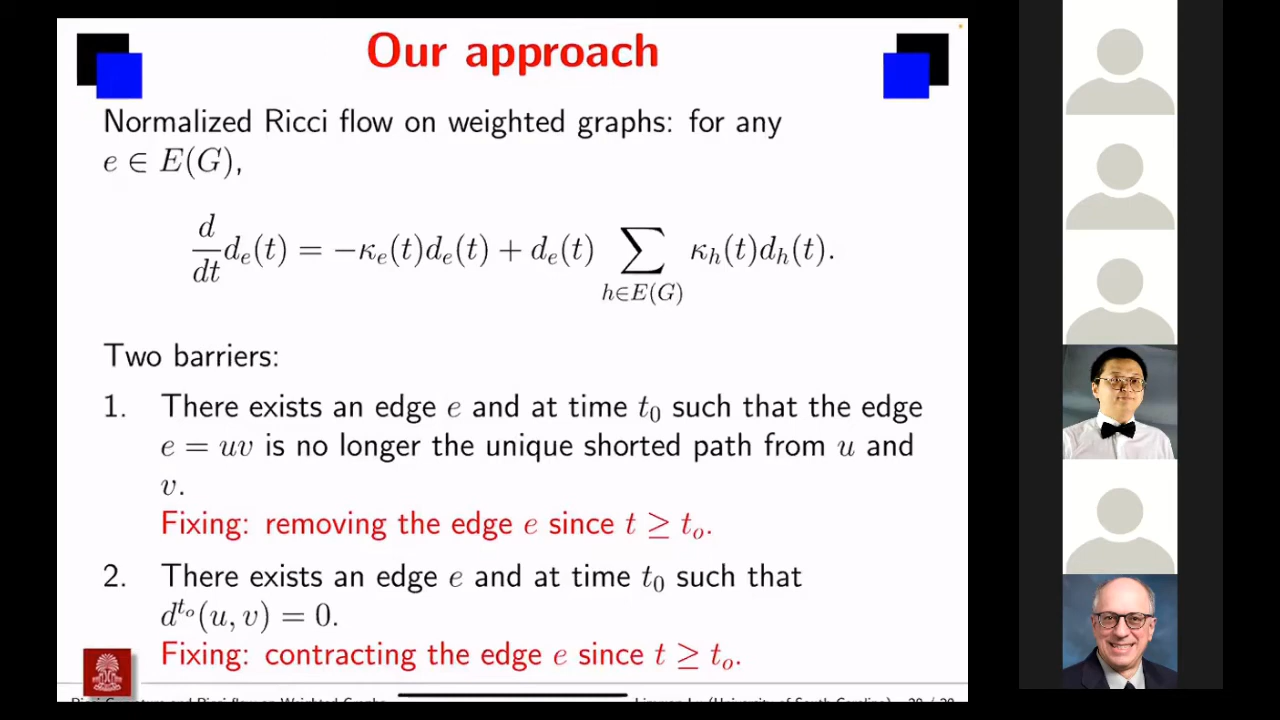 Our approach
Normalized Ricci flow on weighted graphs: for any
e ∈ E(G),
d/dt d_e(t) = −κ_e(t)d_e(t) + d_e(t) ∑_{h∈E(G)} κ_h(t)d_h(t).
Two barriers:
1. There exists an edge e and at time t_0 such that the edge
e = uv is no longer the unique shorted path from u and
v.
Fixing: removing the edge e since t ≥ t_o.
2. There exists an edge e and at time t_0 such that
d^{t_o}(u, v) = 0.
Fixing: contracting the edge e since t ≥ t_o.